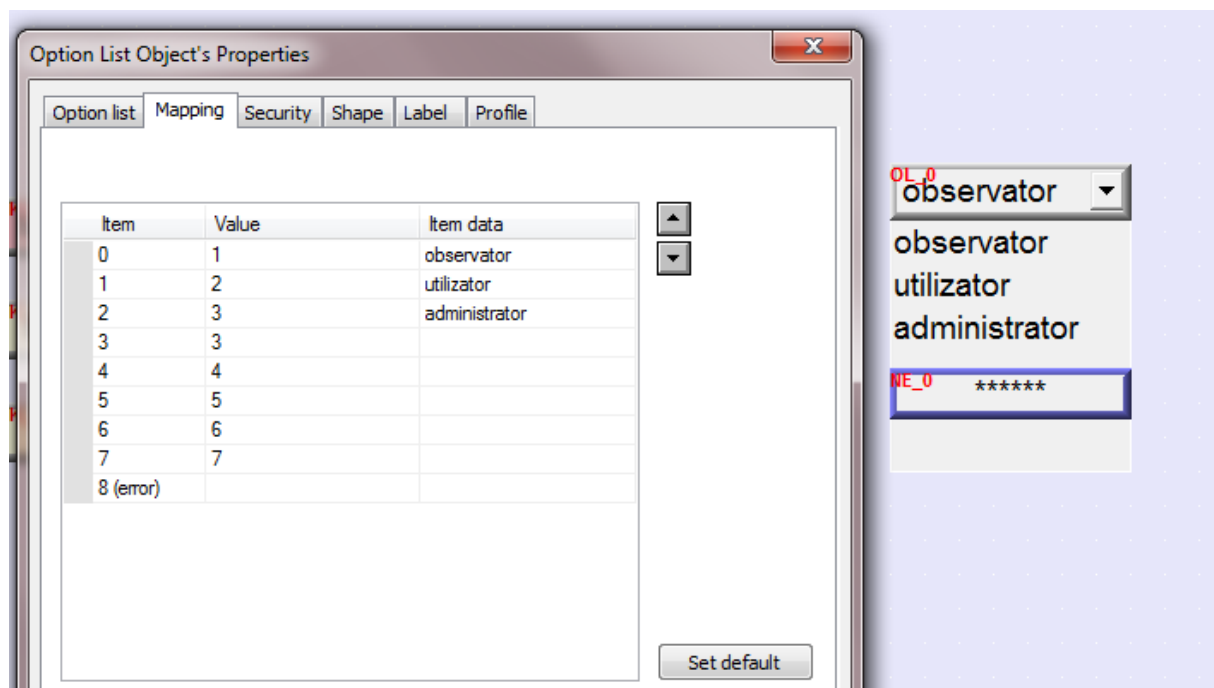 Option List Object's Properties
Option list Mapping Security Shape Label Profile
Item Value Item data
0 1 observator
1 2 utilizator
2 3 administrator
3 3
4 4
5 5
6 6
7 7
8 (error)
Set default
OL_0
observator
observator
utilizator
administrator
NE_0 ******